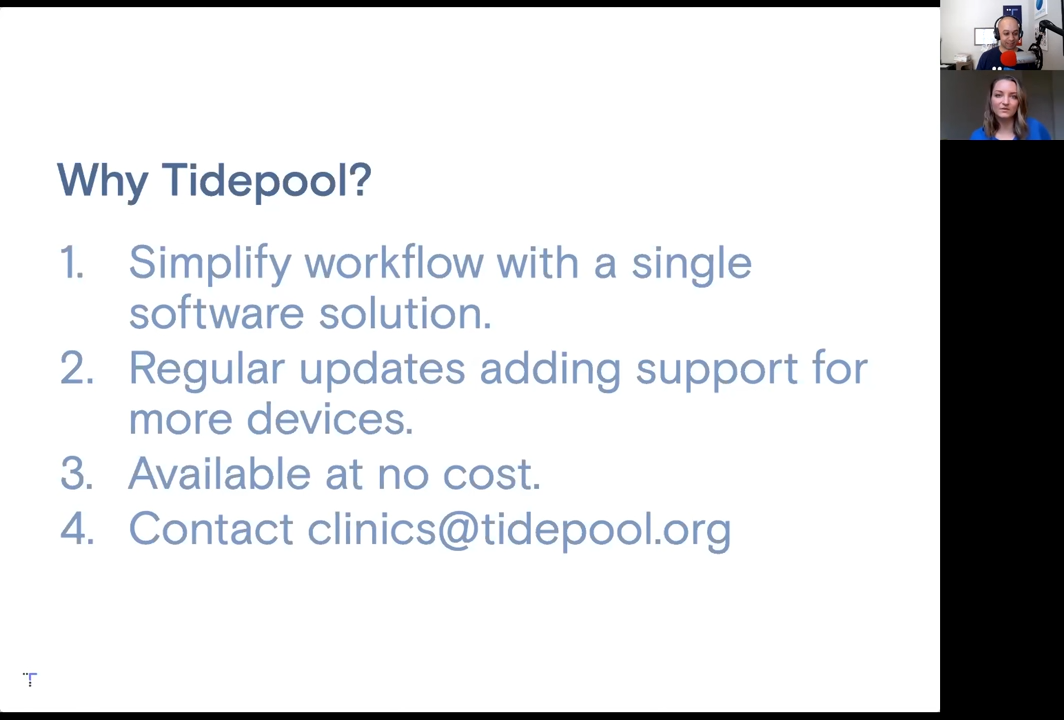 Why Tidepool?
1. Simplify workflow with a single
software solution.
2. Regular updates adding support for
more devices.
3. Available at no cost.
4. Contact clinics@tidepool.org